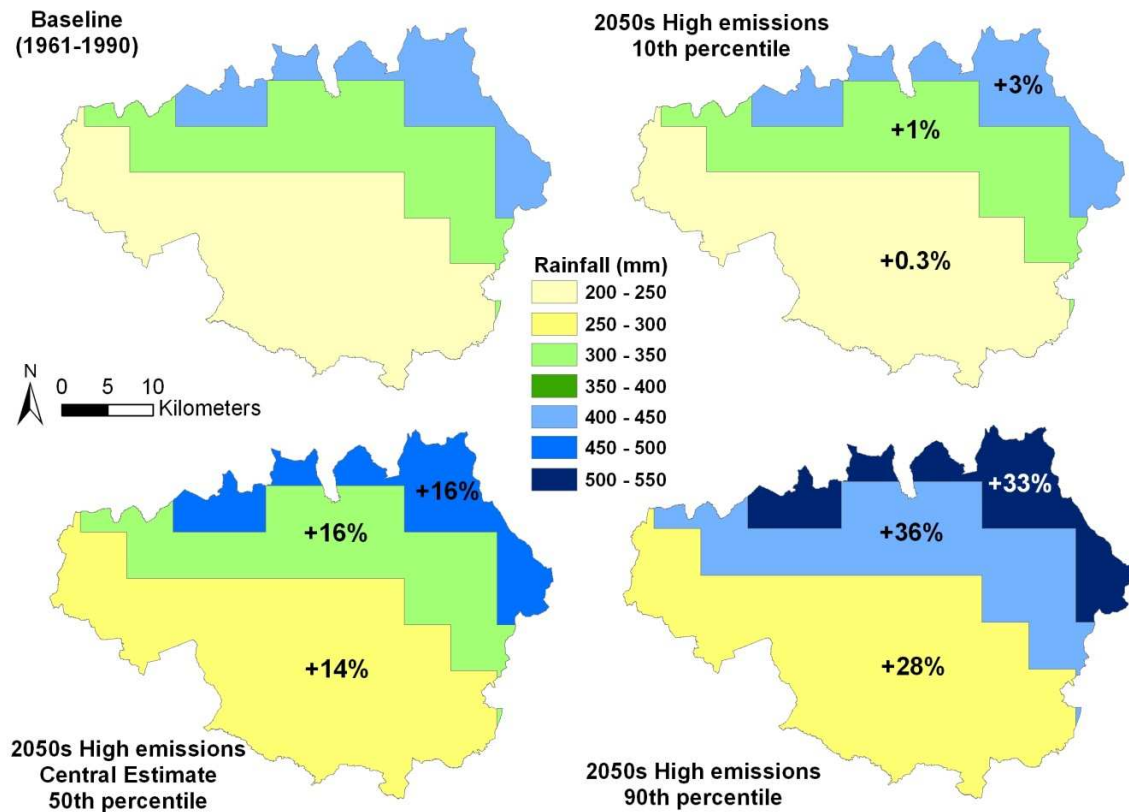 Baseline
(1961-1990)
2050s High emissions
10th percentile
+3%
+1%
+0.3%
Rainfall (mm)
200 - 250
250 - 300
300 - 350
350 - 400
400 - 450
450 - 500
500 - 550
N
0 5 10
Kilometers
+16%
+16%
+14%
2050s High emissions
Central Estimate
50th percentile
+33%
+36%
+28%
2050s High emissions
90th percentile